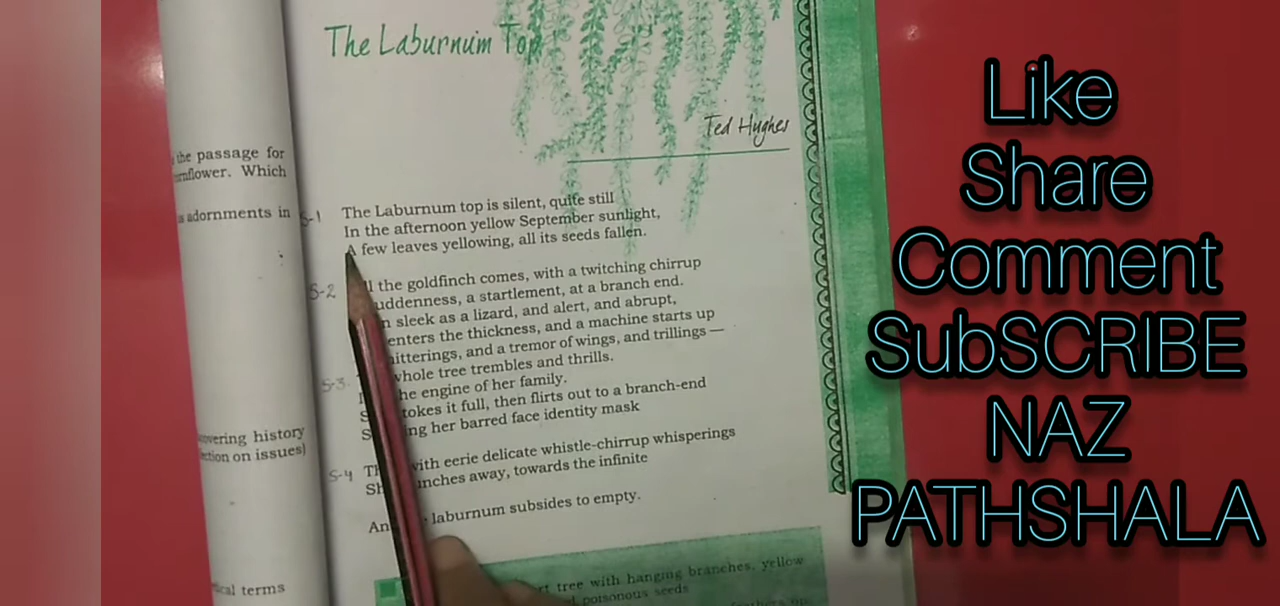 The Laburnum Top
Ted Hughes
the passage for
cornflower. Which
s adornments in
S-1
The Laburnum top is silent, quite still
In the afternoon yellow September sunlight,
A few leaves yellowing, all its seeds fallen.
S-2
the goldfinch comes, with a twitching chirrup
uddenness, a startlement, at a branch end.
sleek as a lizard, and alert, and abrupt,
enters the thickness, and a machine starts up
itterings, and a tremor of wings, and trillings —
whole tree trembles and thrills.
S-3
he engine of her family.
tokes it full, then flirts out to a branch-end
ng her barred face identity mask
S-4
with eerie delicate whistle-chirrup whisperings
unches away, towards the infinite
laburnum subsides to empty.
overing history
ction on issues)
ical terms
tree with hanging branches, yellow
poisonous seeds
Like
Share
Comment
SubSCRIBE
NAZ
PATHSHALA